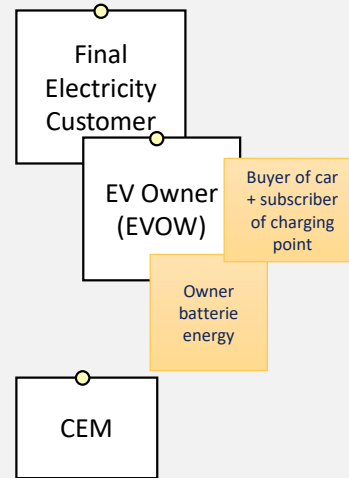 Final
Electricity
Customer
EV Owner
(EVOW)
Buyer of car
+ subscriber
of charging
point
Owner
batterie
energy
CEM